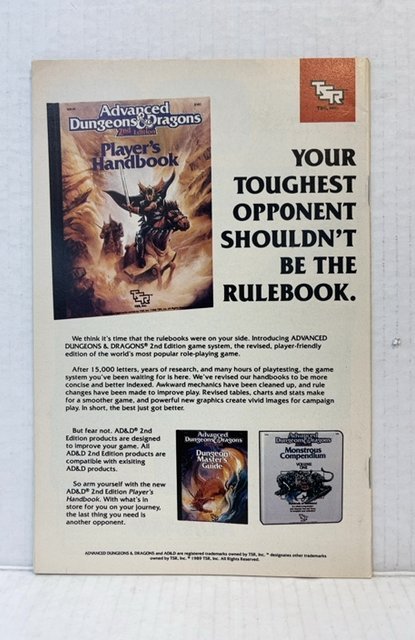 TSR
TSR, Inc.
Advanced
Dungeons & Dragons
2nd Edition
Player's
Handbook
TSR
TSR, Inc.
YOUR
TOUGHEST
OPPONENT
SHOULDN'T
BE THE
RULEBOOK.
We think it's time that the rulebooks were on your side. Introducing ADVANCED
DUNGEONS & DRAGONS® 2nd Edition game system, the revised, player-friendly
edition of the world's most popular role-playing game.
After 15,000 letters, years of research, and many hours of playtesting, the game
system you've been waiting for is here. We've revised our handbooks to be more
concise and better indexed. Awkward mechanics have been cleaned up, and rule
changes have been made to improve play. Revised tables, charts and stats make
for a smoother game, and powerful new graphics create vivid images for campaign
play. In short, the best just got better.
But fear not. AD&D® 2nd
Edition products are designed
to improve your game. All
AD&D 2nd Edition products are
compatible with exisiting
AD&D products.
So arm yourself with the new
AD&D® 2nd Edition Player's
Handbook. With what's in
store for you on your journey,
the last thing you need is
another opponent.
Advanced
Dungeons & Dragons
Dungeon
Master's
Guide
Advanced
Dungeons & Dragons
Monstrous
Compendium
VOLUME
ONE
ADVANCED DUNGEONS & DRAGONS and AD&D are registered trademarks owned by TSR, Inc. ™ designates other trademarks
owned by TSR, Inc. © 1989 TSR, Inc. All Rights Reserved.